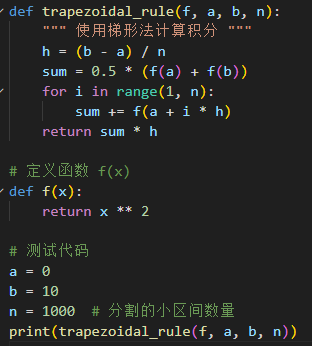 def trapezoidal_rule(f, a, b, n):
    """ 使用梯形法计算积分 """
    h = (b - a) / n
    sum = 0.5 * (f(a) + f(b))
    for i in range(1, n):
        sum += f(a + i * h)
    return sum * h

# 定义函数 f(x)
def f(x):
    return x ** 2

# 测试代码
a = 0
b = 10
n = 1000  # 分割的小区间数量
print(trapezoidal_rule(f, a, b, n))